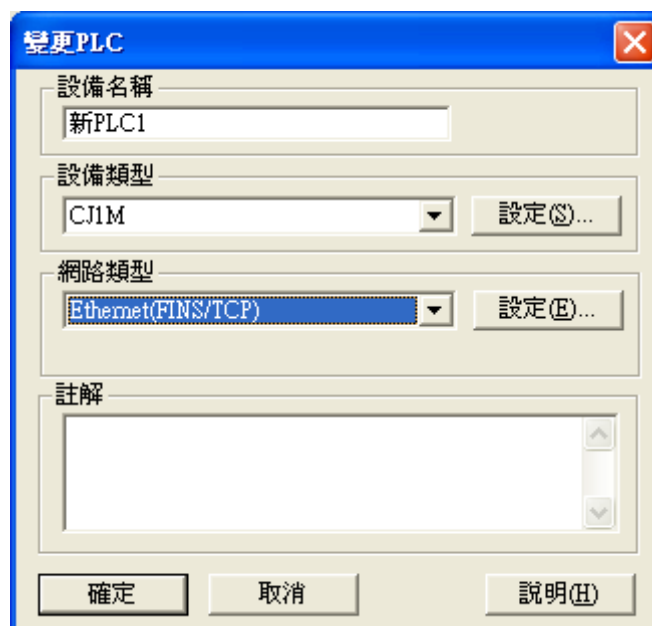 變更PLC
設備名稱
新PLC1
設備類型
CJ1M
設定(S)...
網路類型
Ethernet(FINS/TCP)
設定(E)...
註解
確定
取消
說明(H)